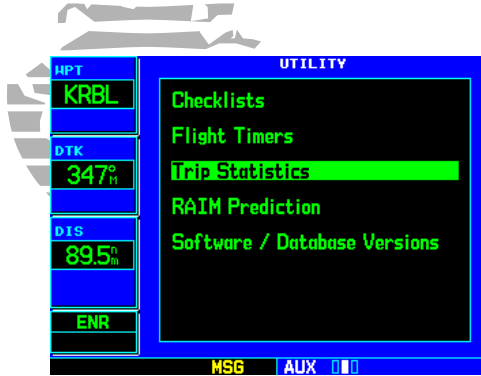 UTILITY
WPT
KRBL
DTK
347°M
DIS
89.5nm
ENR
Checklists
Flight Timers
Trip Statistics
RAIM Prediction
Software / Database Versions
MSG
AUX